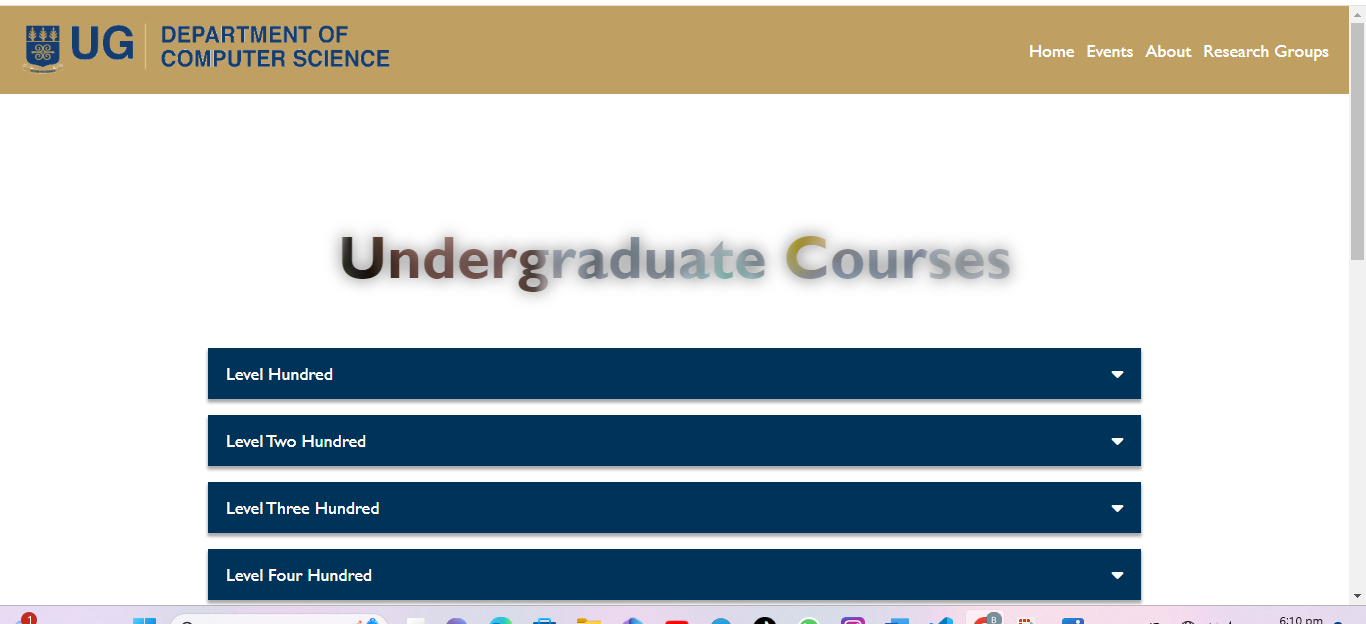 UG
DEPARTMENT OF
COMPUTER SCIENCE
Home Events About Research Groups
Undergraduate Courses
Level Hundred
Level Two Hundred
Level Three Hundred
Level Four Hundred
1
B
6:10 pm